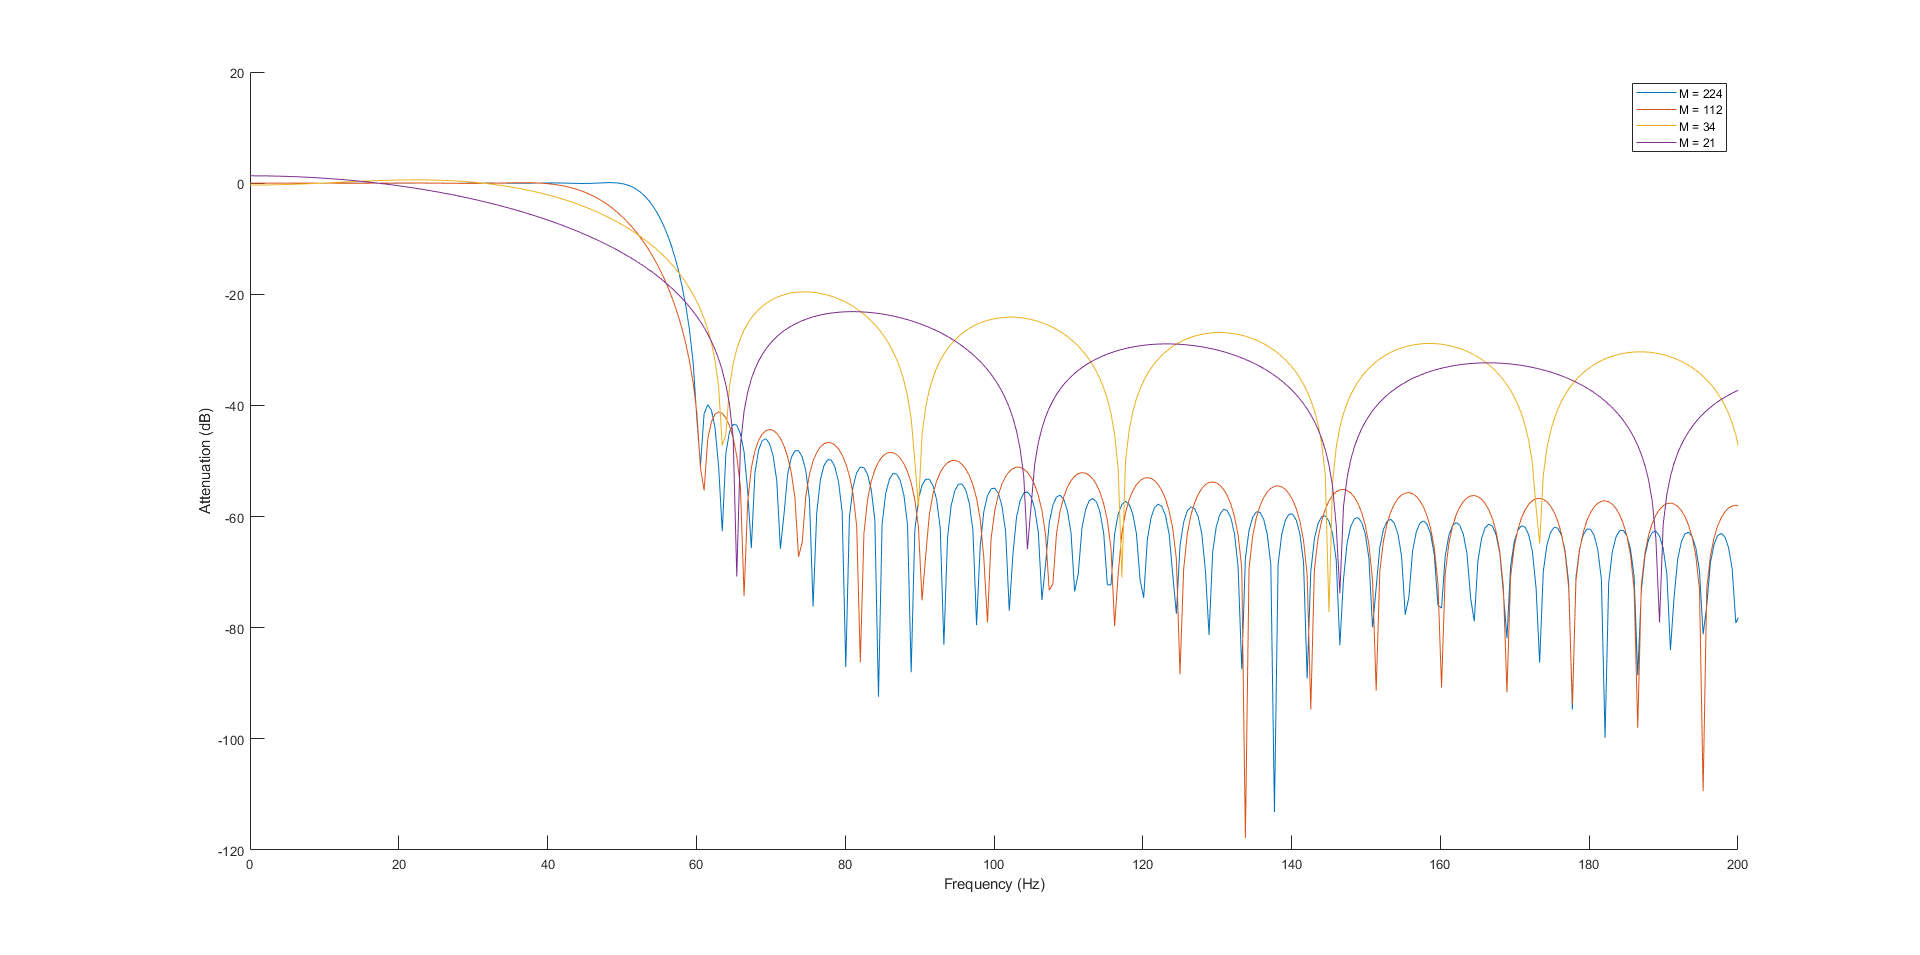 20
0
-20
-40
-60
-80
-100
-120
Attenuation (dB)
0 20 40 60 80 100 120 140 160 180 200
Frequency (Hz)
M = 224
M = 112
M = 34
M = 21